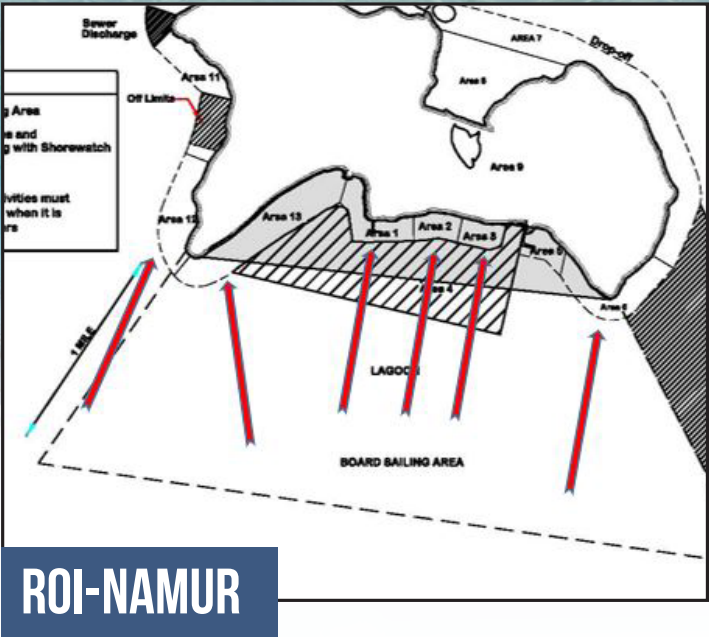 Sewer
Discharge
AREA 7
Drop-off
Area 11
Area 8
Off Limits
g Area
and
g with Shorewatch
Area 9
ivities must
when it is
Area 12
Area 13
Area 1
Area 2
Area 3
Area 5
Area 4
Area 6
1 MILE
LAGOON
BOARD SAILING AREA
ROI-NAMUR